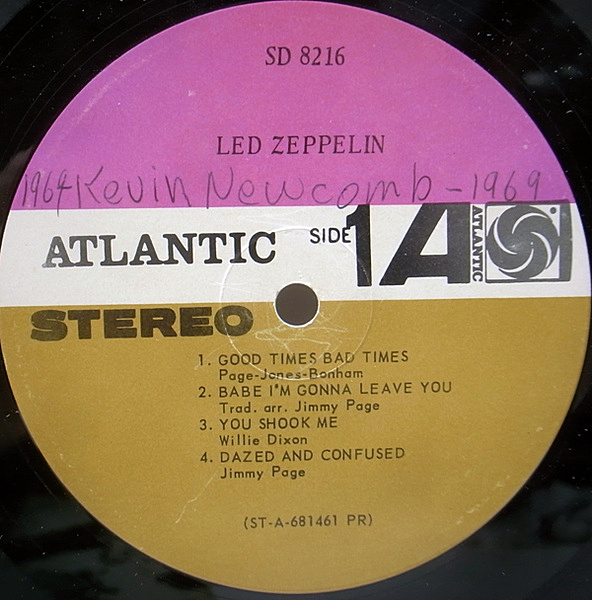 SD 8216
LED ZEPPELIN
1969 Kevin Newcomb - 1969
ATLANTIC SIDE 1 A ATLANTIC
STEREO
1. GOOD TIMES BAD TIMES
Page-Jones-Bonham
2. BABE I'M GONNA LEAVE YOU
Trad. arr. Jimmy Page
3. YOU SHOOK ME
Willie Dixon
4. DAZED AND CONFUSED
Jimmy Page
(ST-A-681461 PR)